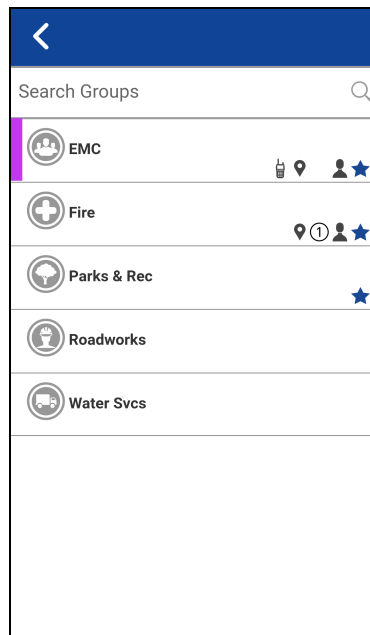 Search Groups
EMC
Fire
1
Parks & Rec
Roadworks
Water Svcs